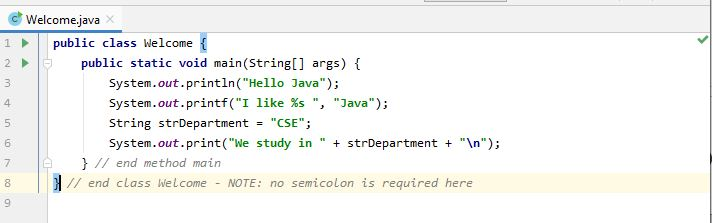 Welcome.java
1 public class Welcome {
2 public static void main(String[] args) {
3 System.out.println("Hello Java");
4 System.out.printf("I like %s ", "Java");
5 String strDepartment = "CSE";
6 System.out.print("We study in " + strDepartment + "\n");
7 } // end method main
8 } // end class Welcome - NOTE: no semicolon is required here
9